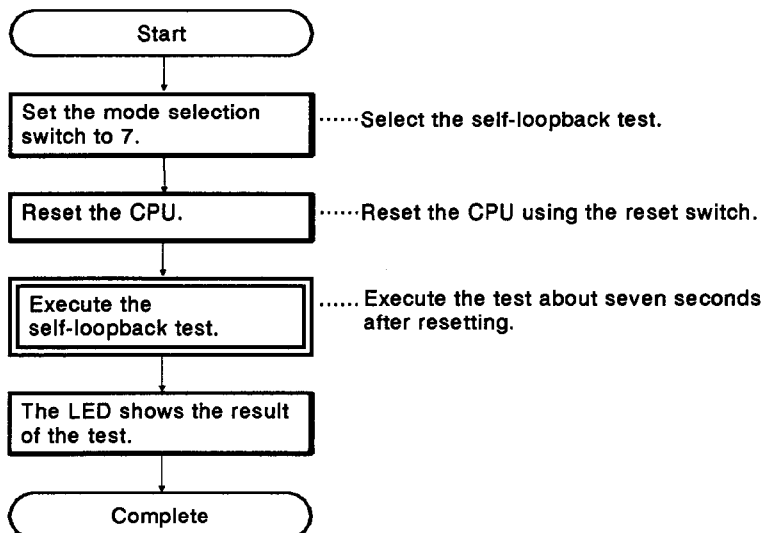 Start
Set the mode selection
switch to 7.
······Select the self-loopback test.
Reset the CPU.
······Reset the CPU using the reset switch.
Execute the
self-loopback test.
······ Execute the test about seven seconds
after resetting.
The LED shows the result
of the test.
Complete